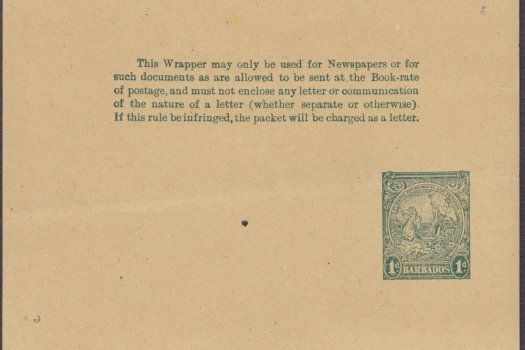 This Wrapper may only be used for Newspapers or for
such documents as are allowed to be sent at the Book-rate
of postage, and must not enclose any letter or communication
of the nature of a letter (whether separate or otherwise).
If this rule be infringed, the packet will be charged as a letter.
1d BARBADOS 1d